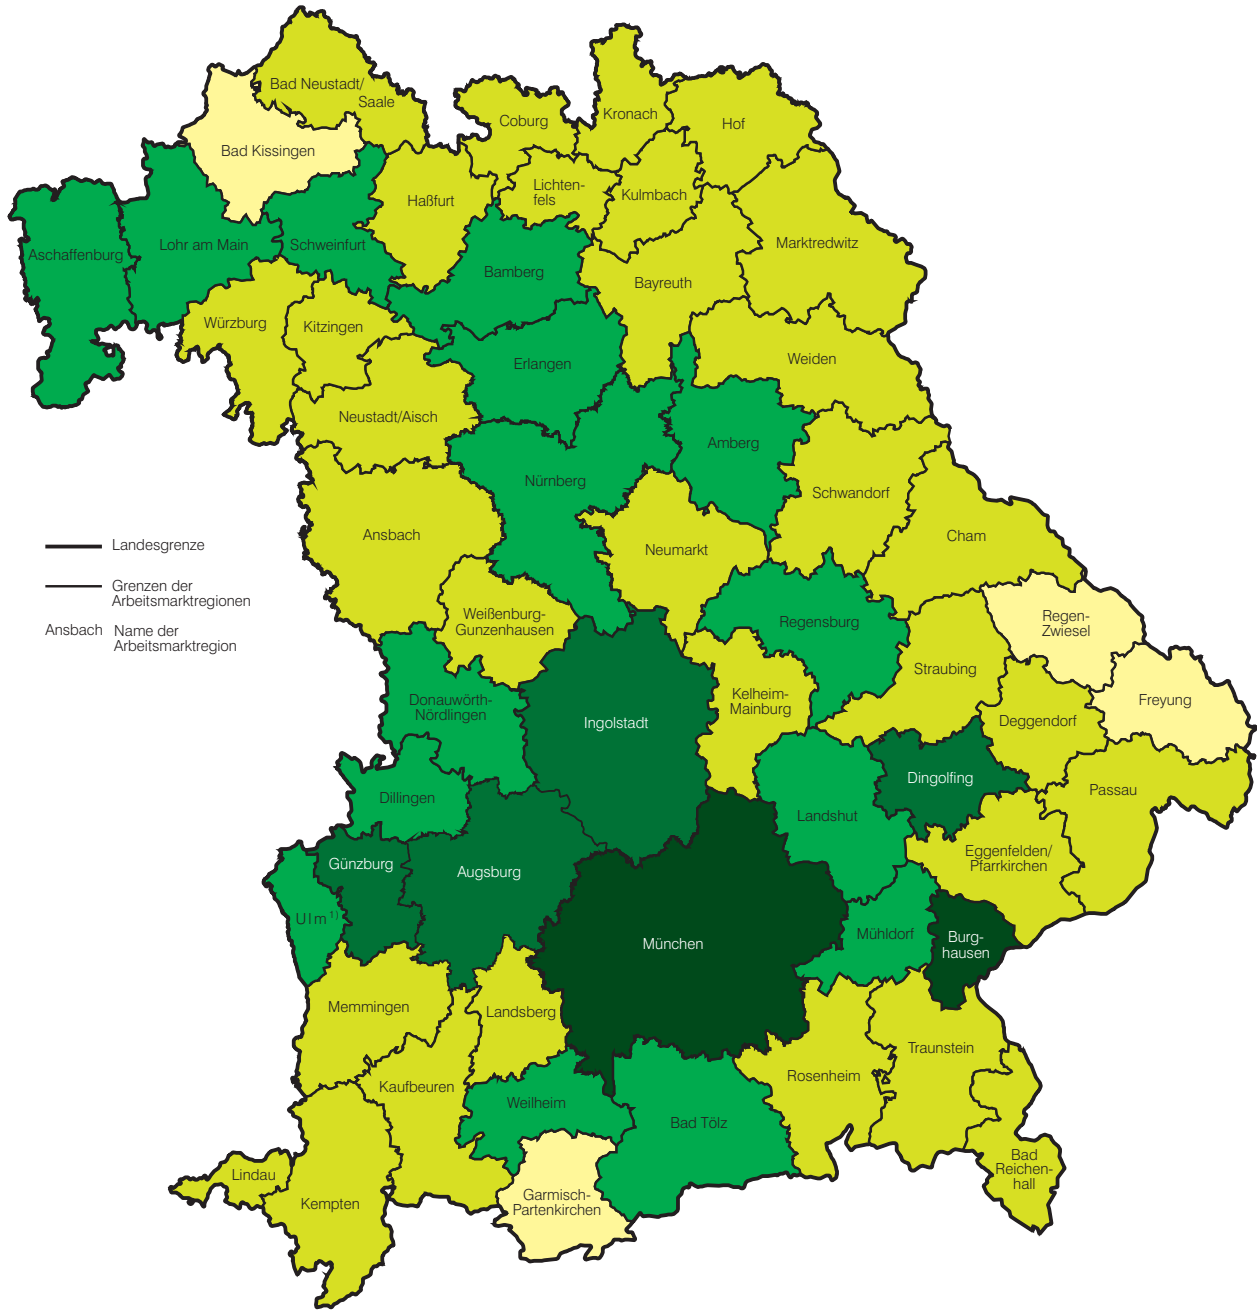 Bad Neustadt/
Saale
Coburg
Kronach
Hof
Bad Kissingen
Lichten-
fels
Kulmbach
Haßfurt
Marktredwitz
Aschaffenburg
Lohr am Main
Schweinfurt
Bamberg
Bayreuth
Würzburg
Kitzingen
Erlangen
Weiden
Neustadt/Aisch
Amberg
Nürnberg
Schwandorf
Ansbach
Neumarkt
Cham
Landesgrenze
Grenzen der
Arbeitsmarktregionen
Ansbach Name der
Arbeitsmarktregion
Weißenburg-
Gunzenhausen
Regensburg
Regen-
Zwiesel
Straubing
Donauwörth-
Nördlingen
Ingolstadt
Kelheim-
Mainburg
Deggendorf
Freyung
Dingolfing
Passau
Dillingen
Landshut
Eggenfelden/
Pfarrkirchen
Günzburg
Augsburg
Ulm 1)
München
Mühldorf
Burg-
hausen
Memmingen
Landsberg
Traunstein
Kaufbeuren
Rosenheim
Weilheim
Bad Tölz
Lindau
Kempten
Garmisch-
Partenkirchen
Bad
Reichen-
hall